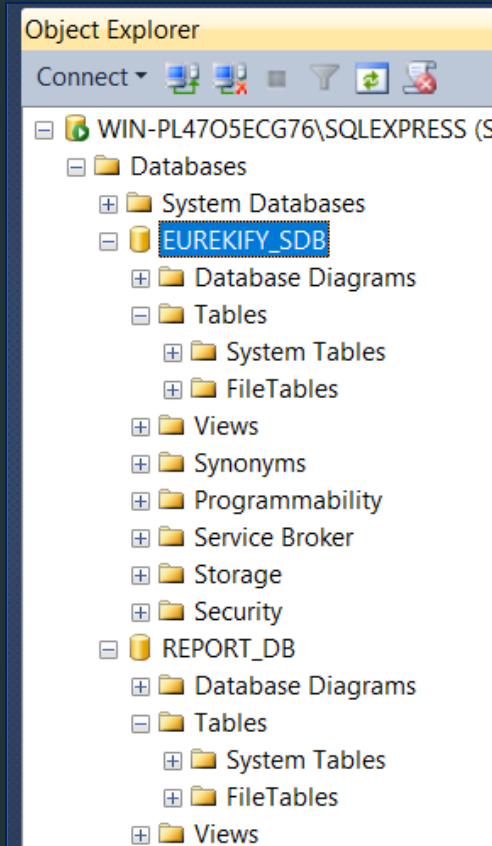 Object Explorer
Connect
WIN-PL47O5ECG76\SQLEXPRESS (S
Databases
System Databases
EUREKIFY_SDB
Database Diagrams
Tables
System Tables
FileTables
Views
Synonyms
Programmability
Service Broker
Storage
Security
REPORT_DB
Database Diagrams
Tables
System Tables
FileTables
Views